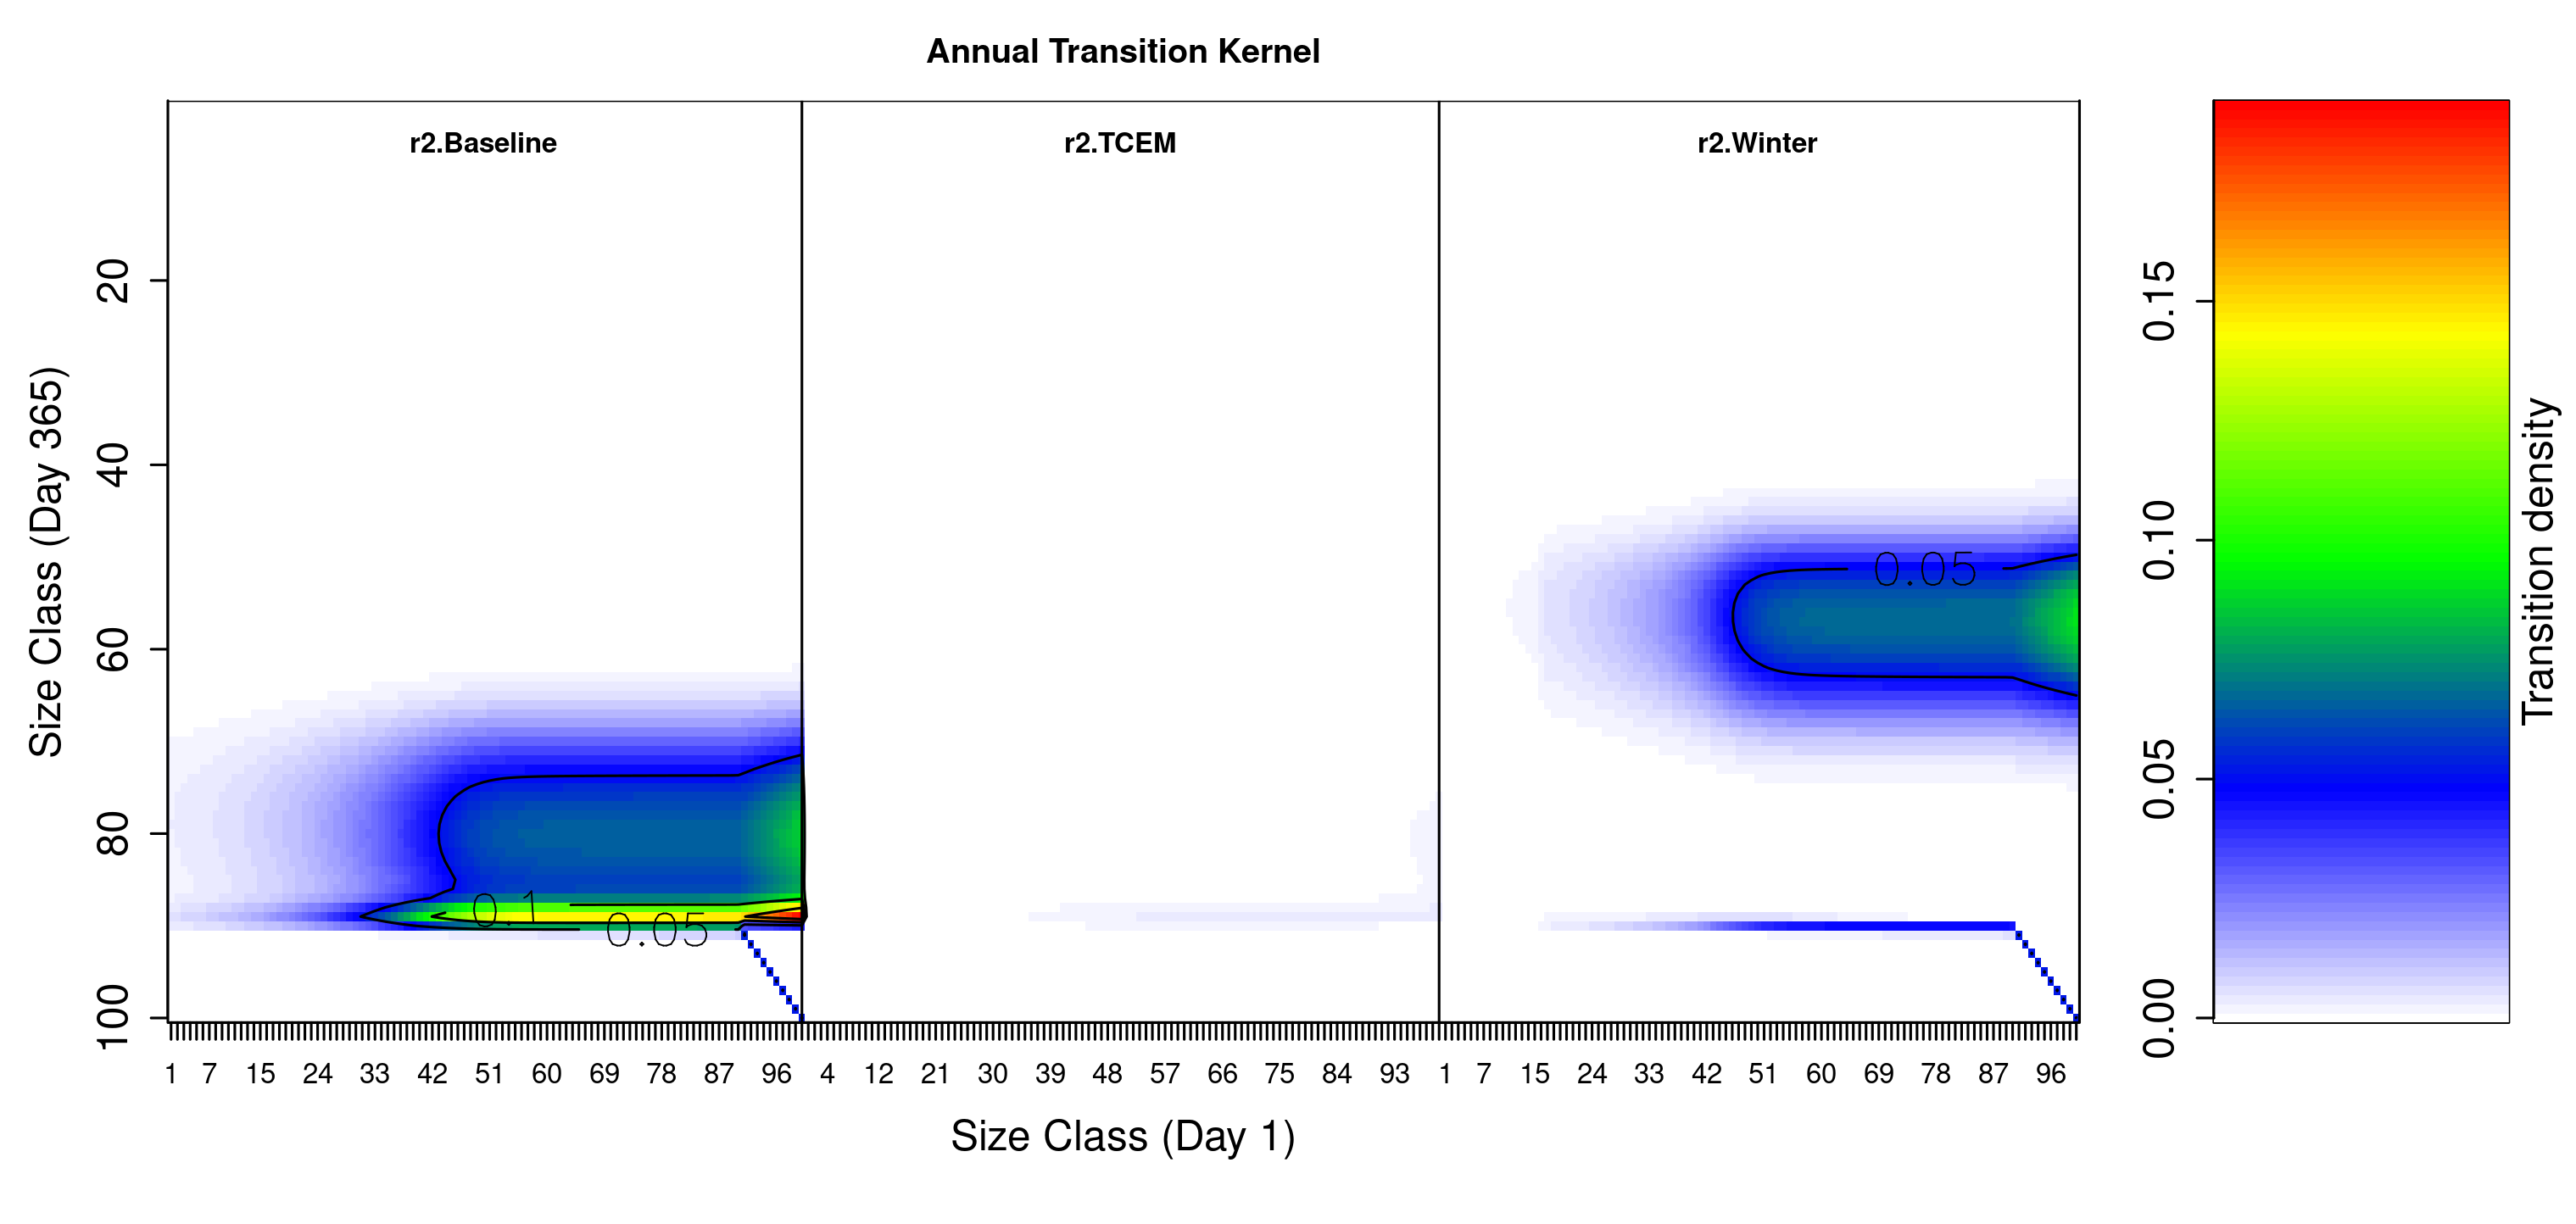 Annual Transition Kernel
r2.Baseline r2.TCEM r2.Winter
Size Class (Day 365)
20
40
60
80
100
0.1
0.05
0.05
1 7 15 24 33 42 51 60 69 78 87 96 4 12 21 30 39 48 57 66 75 84 93 1 7 15 24 33 42 51 60 69 78 87 96
Size Class (Day 1)
0.15
0.10
0.05
0.00
Transition density